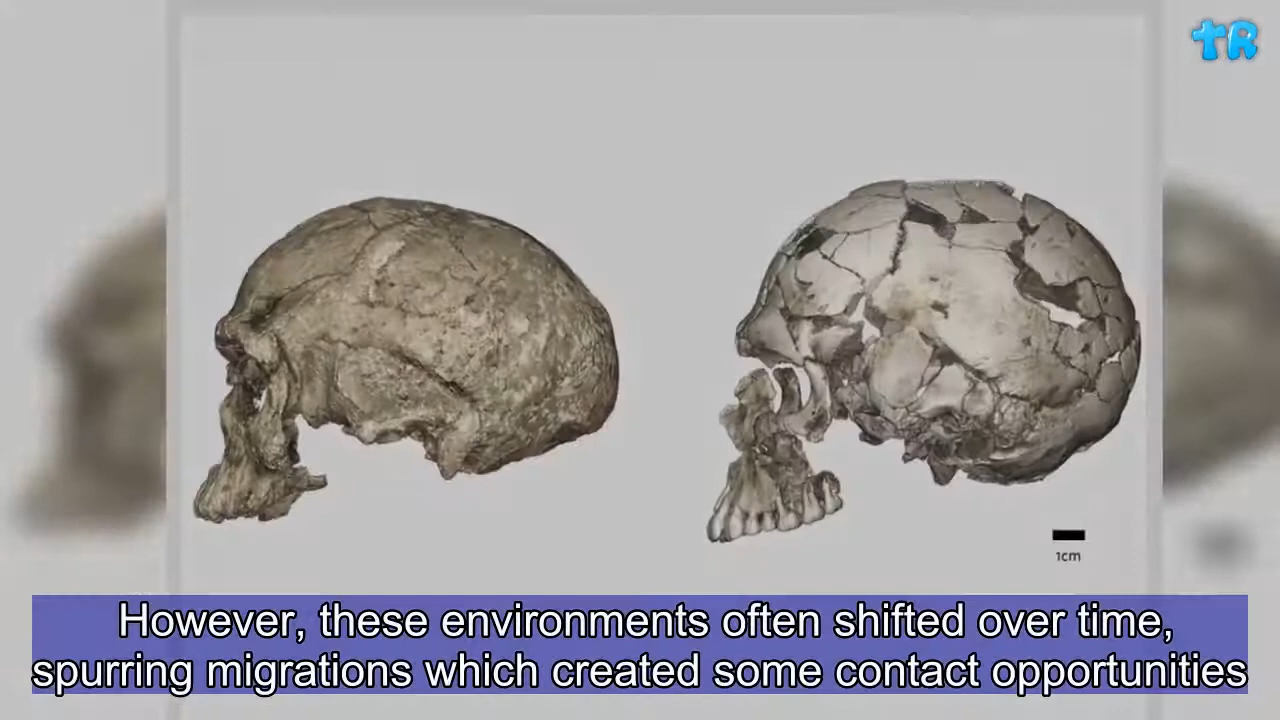 tR
1cm
However, these environments often shifted over time,
spurring migrations which created some contact opportunities